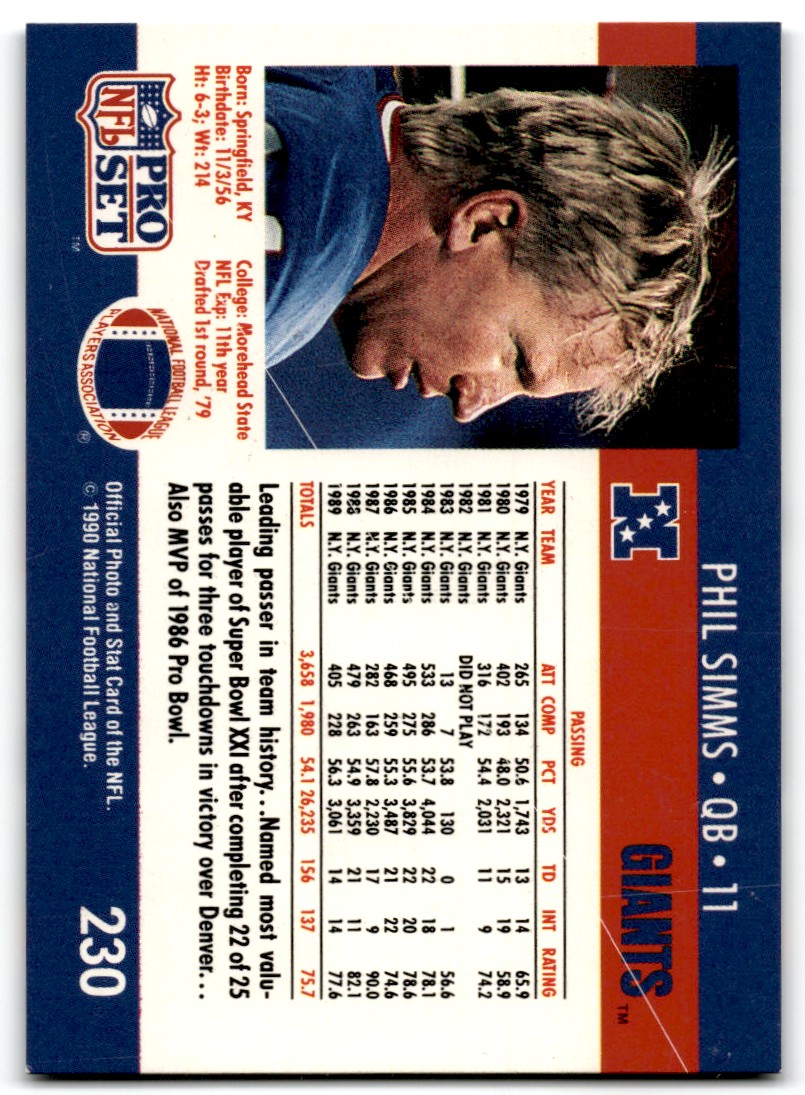 PHIL SIMMS • QB • 11
GIANTS™
N
PASSING
YEAR TEAM ATT COMP PCT YDS TD INT RATING
1979 N.Y. Giants 265 134 50.6 1,743 13 14 65.9
1980 N.Y. Giants 402 193 48.0 2,321 15 19 58.9
1981 N.Y. Giants 316 172 54.4 2,031 11 9 74.2
1982 N.Y. Giants DID NOT PLAY
1983 N.Y. Giants 13 7 53.8 130 0 1 56.6
1984 N.Y. Giants 533 286 53.7 4,044 22 18 78.1
1985 N.Y. Giants 495 275 55.6 3,829 22 20 78.6
1986 N.Y. Giants 468 259 55.3 3,487 21 22 74.6
1987 N.Y. Giants 282 163 57.8 2,230 17 9 90.0
1988 N.Y. Giants 479 263 54.9 3,359 21 11 82.1
1989 N.Y. Giants 405 228 56.3 3,061 14 14 77.6
TOTALS 3,658 1,980 54.1 26,235 156 137 75.7
Leading passer in team history...Named most valu-
able player of Super Bowl XXI after completing 22 of 25
passes for three touchdowns in victory over Denver...
Also MVP of 1986 Pro Bowl.
Born: Springfield, KY
Birthdate: 11/3/56
Ht: 6-3; Wt: 214
College: Morehead State
NFL Exp: 11th year
Drafted 1st round, '79
NFL PRO
SET™
NATIONAL FOOTBALL LEAGUE
PLAYERS ASSOCIATION®
Official Photo and Stat Card of the NFL.
© 1990 National Football League.
230